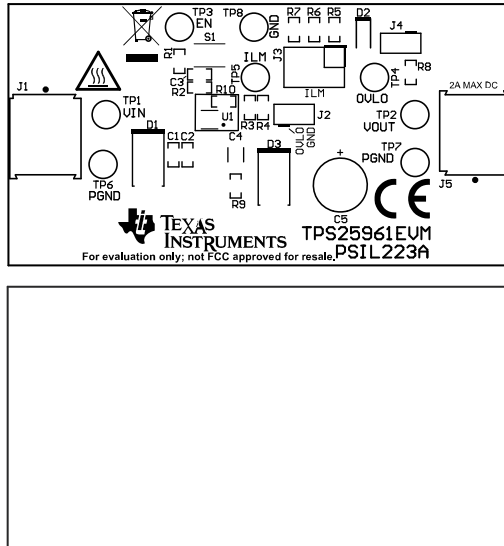 TP3
EN
TP8
GND
R7 R6 R5
D2
J4
R1
S1
ILM
J3
R8
J1
C3
R2
TP5
TP4
2A MAX DC
R10
OVLO
ILM
TP1
VIN
U1
J2
TP2
VOUT
D1
C1 C2
R3 R4
C4
OVLO
GND
D3
TP7
PGND
TP6
PGND
J5
R9
C5
+
CE
ti
TEXAS
INSTRUMENTS
TPS25961EVM
For evaluation only; not FCC approved for resale.
PSIL223A